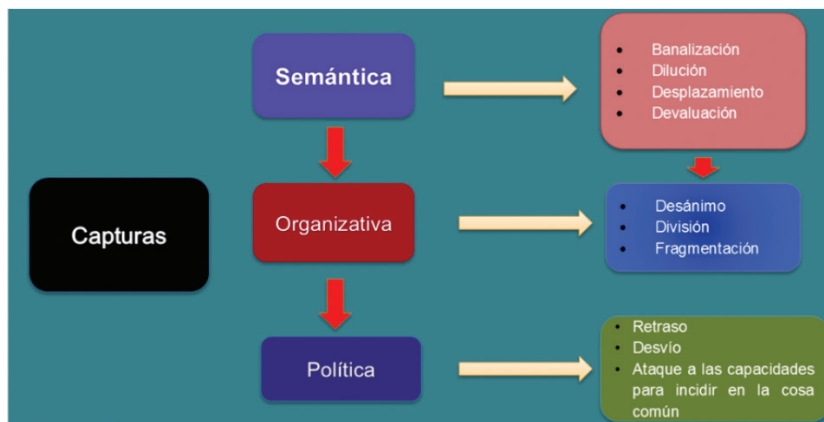 Semántica
Banalización
Dilución
Desplazamiento
Devaluación
Capturas
Organizativa
Desánimo
División
Fragmentación
Política
Retraso
Desvío
Ataque a las capacidades
para incidir en la cosa
común